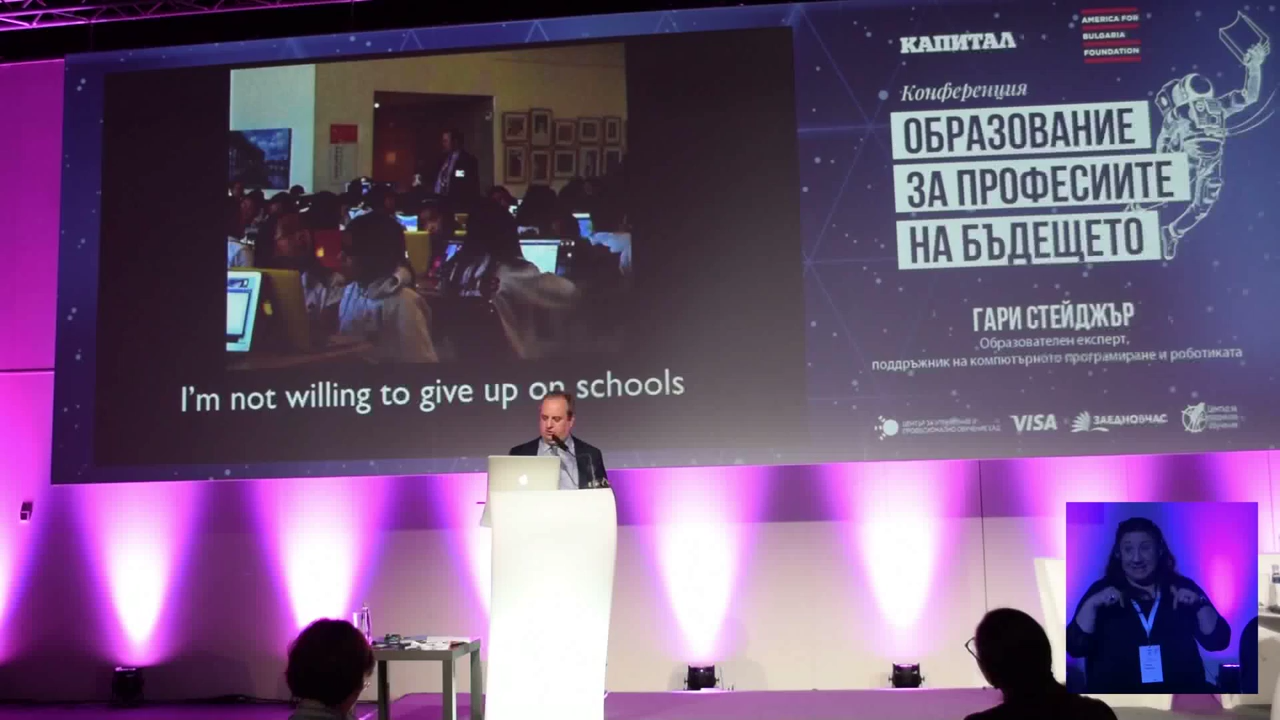 КАПИТАЛ
AMERICA FOR
BULGARIA
FOUNDATION
Конференция
ОБРАЗОВАНИЕ
ЗА ПРОФЕСИИТЕ
НА БЪДЕЩЕТО
ГАРИ СТЕЙДЖЪР
Образователен експерт,
поддръжник на компютърното програмиране и роботиката
VISA
ЗАЕДНОВЧАС
I'm not willing to give up on schools